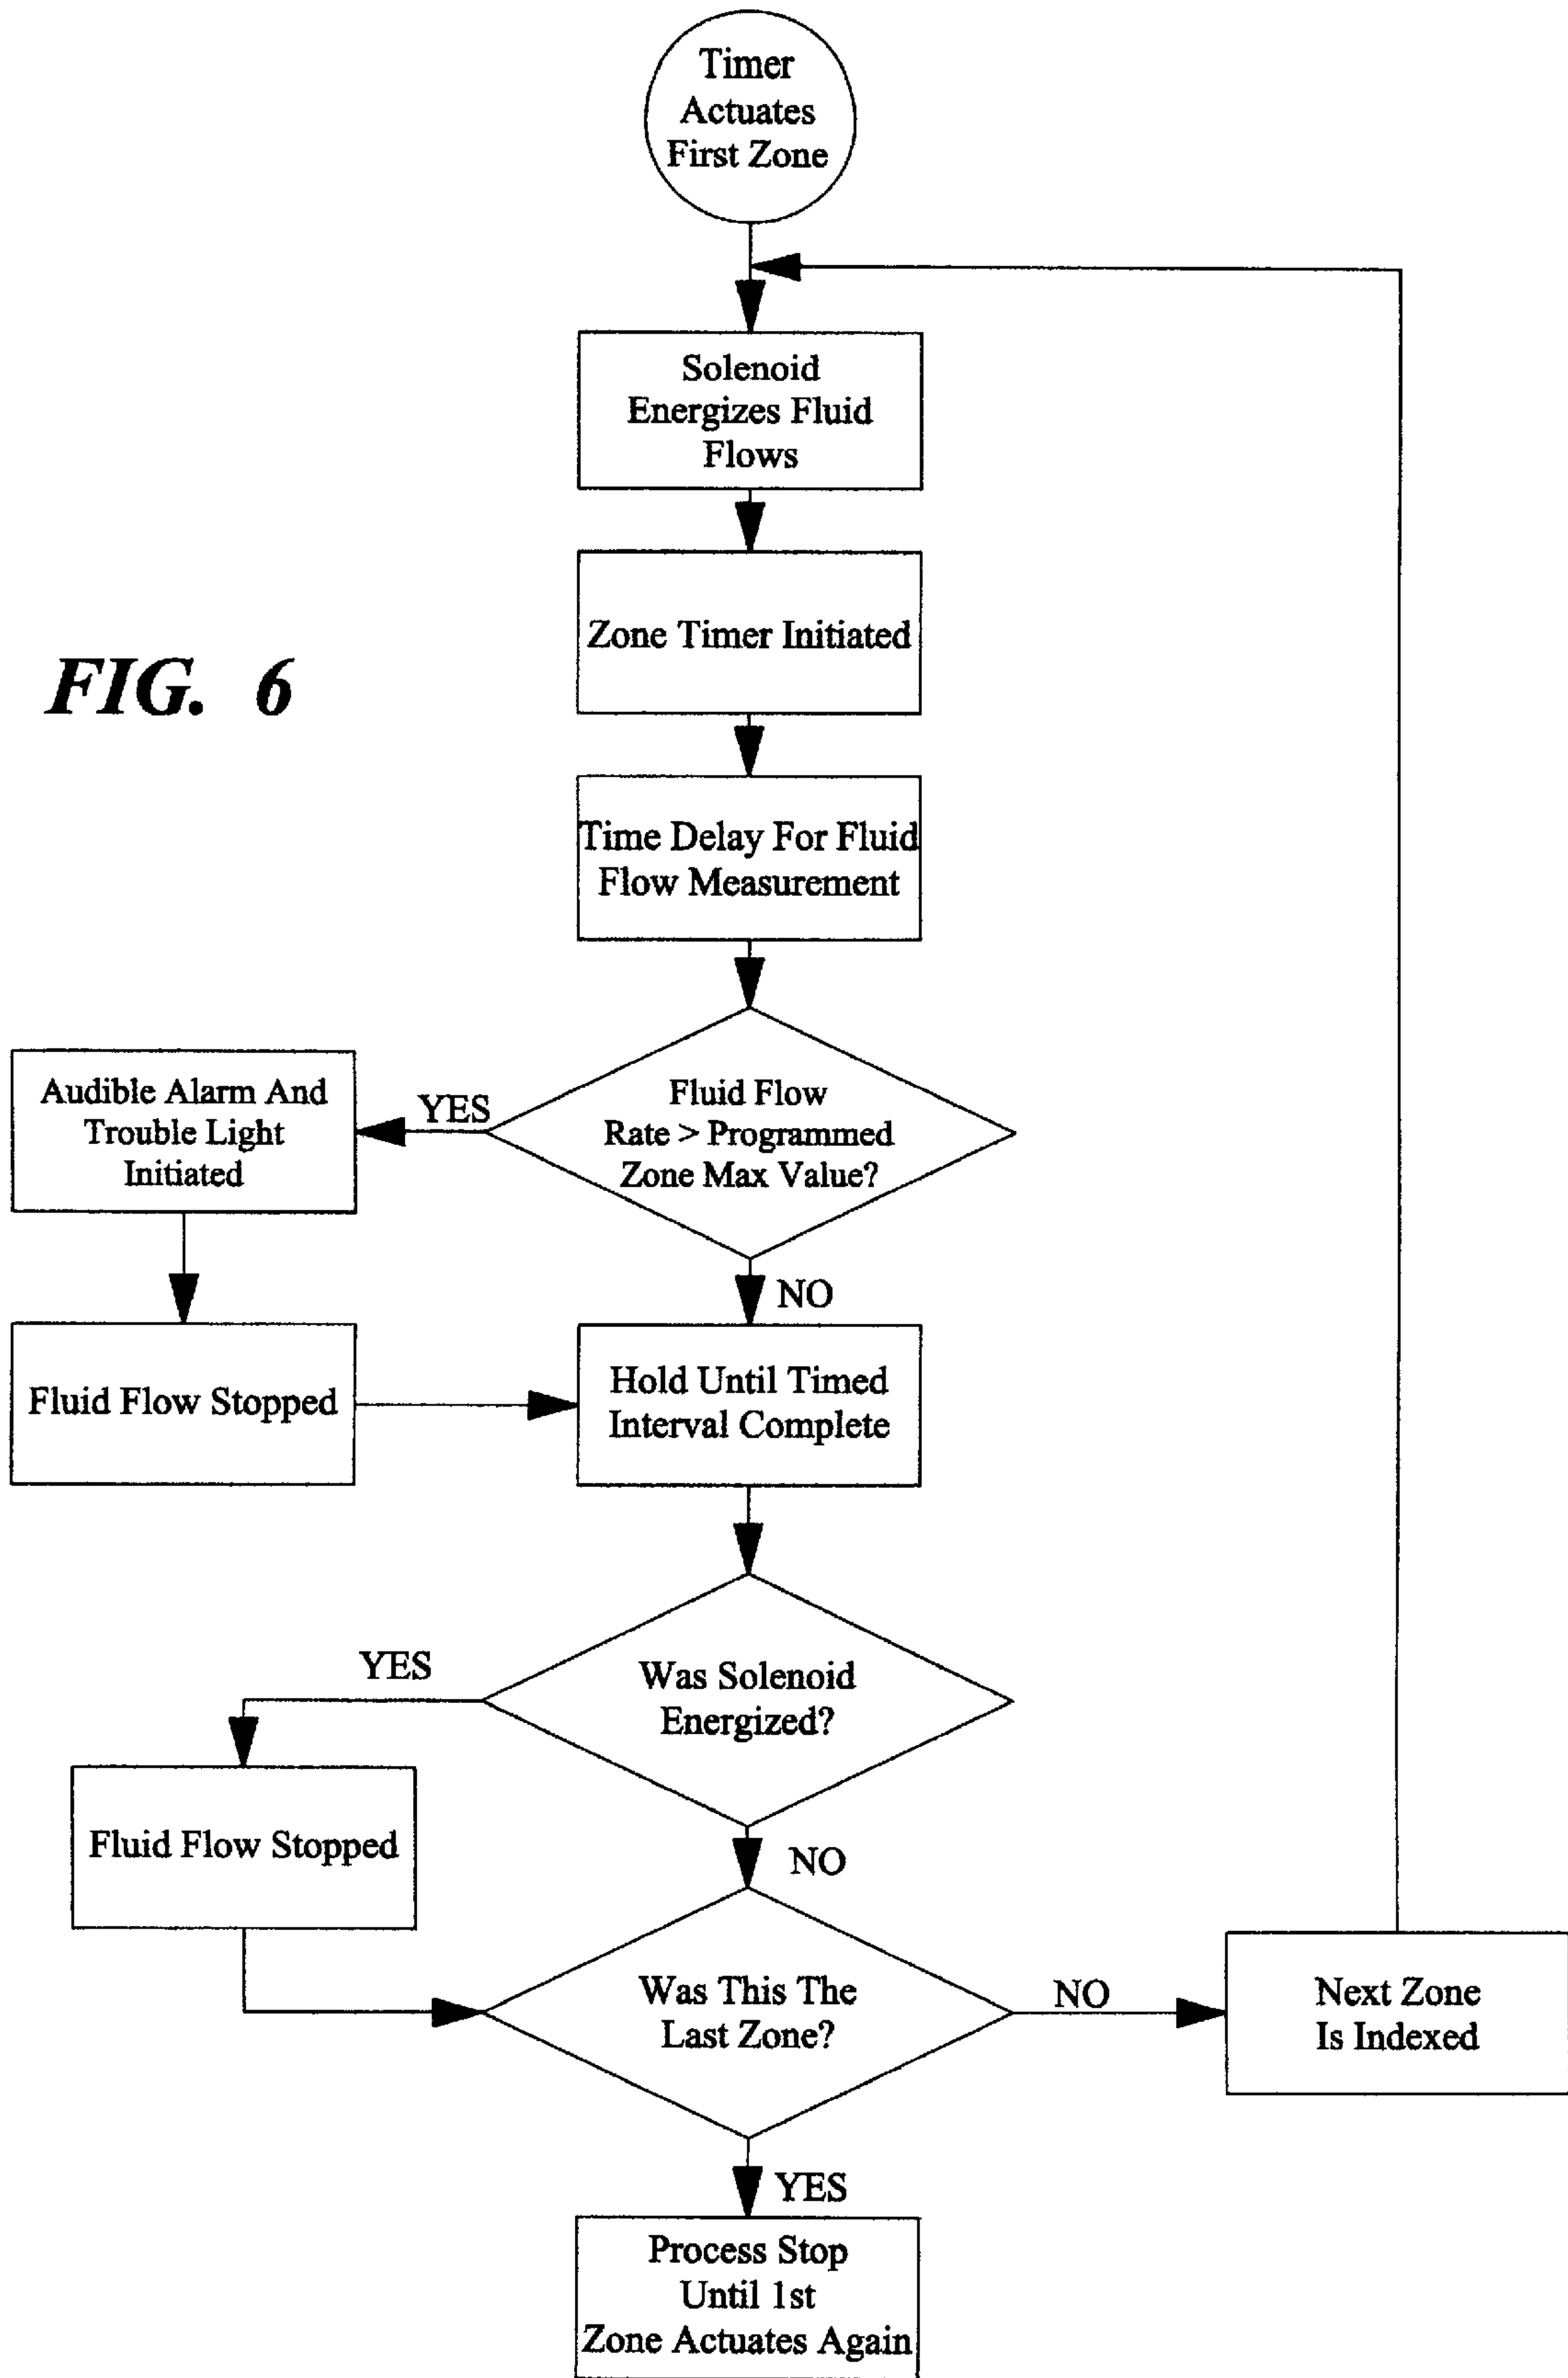 Timer
Actuates
First Zone
Solenoid
Energizes Fluid
Flows
Zone Timer Initiated
FIG. 6
Time Delay For Fluid
Flow Measurement
Fluid Flow
Rate > Programmed
Zone Max Value?
YES
Audible Alarm And
Trouble Light
Initiated
NO
Fluid Flow Stopped
Hold Until Timed
Interval Complete
Was Solenoid
Energized?
YES
Fluid Flow Stopped
NO
Was This The
Last Zone?
NO
Next Zone
Is Indexed
YES
Process Stop
Until 1st
Zone Actuates Again